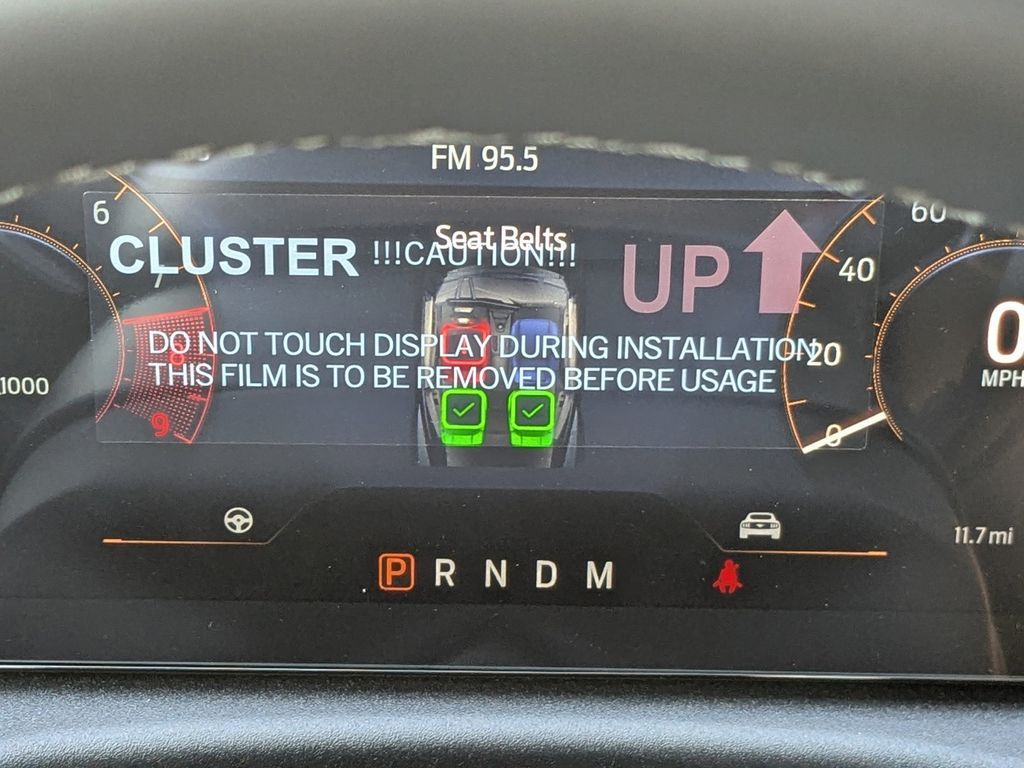 FM 95.5
6
60
Seat Belts
CLUSTER !!!CAUTION!!! UP
7
40
DO NOT TOUCH DISPLAY DURING INSTALLATION
8
20
0
THIS FILM IS TO BE REMOVED BEFORE USAGE
MPH
1000
9
0
11.7 mi
P R N D M